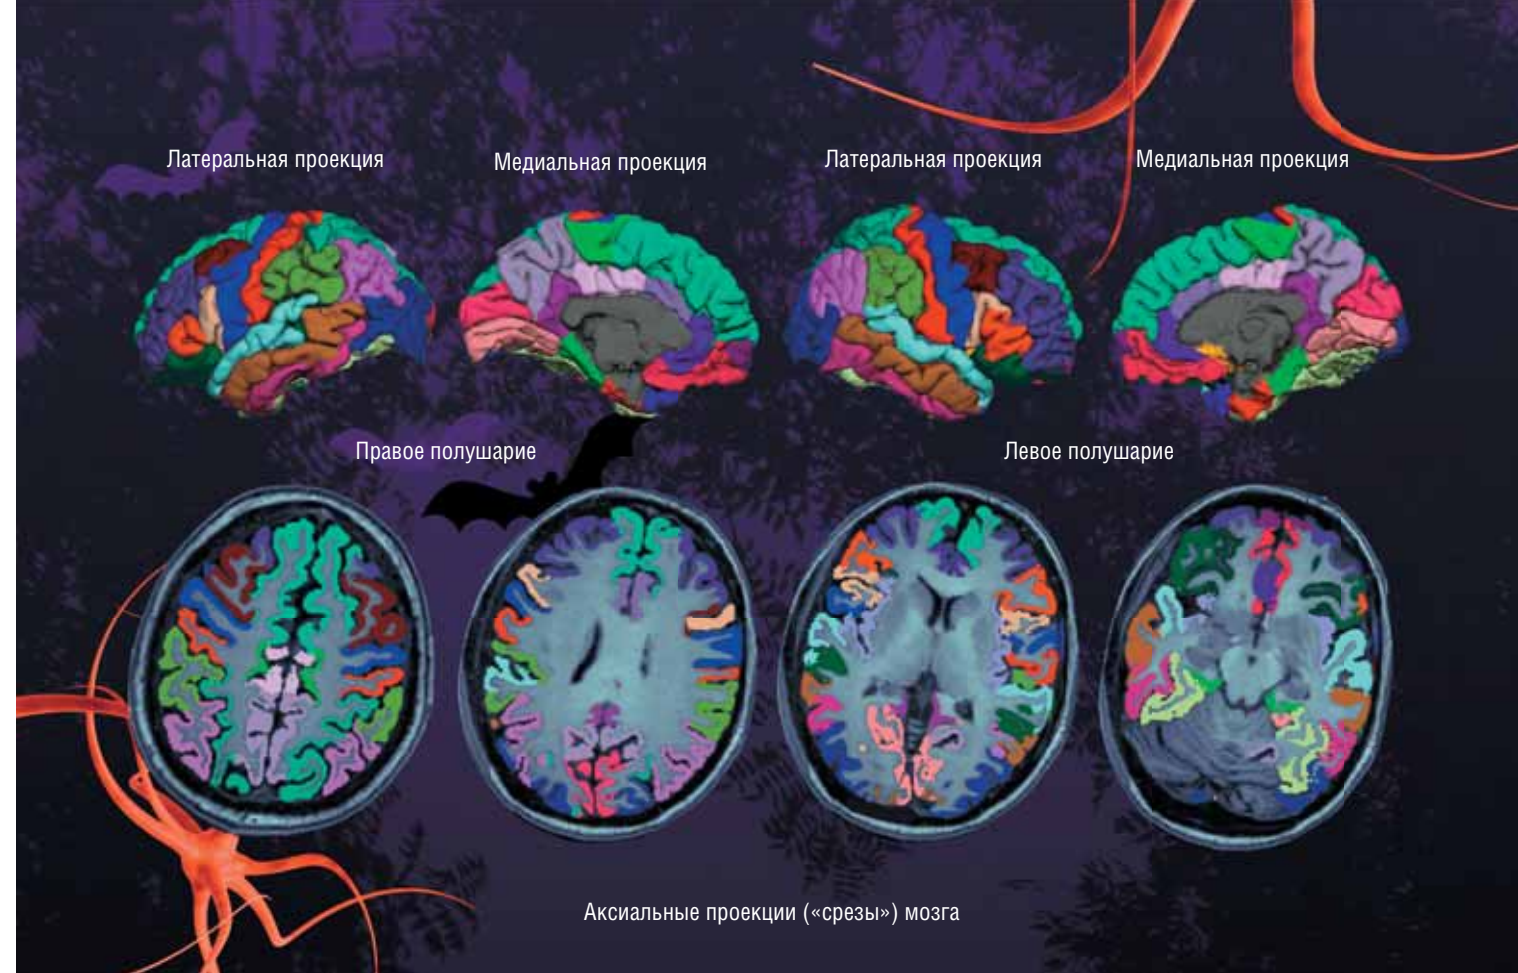 Латеральная проекция
Медиальная проекция
Латеральная проекция
Медиальная проекция
Правое полушарие
Левое полушарие
Аксиальные проекции («срезы») мозга